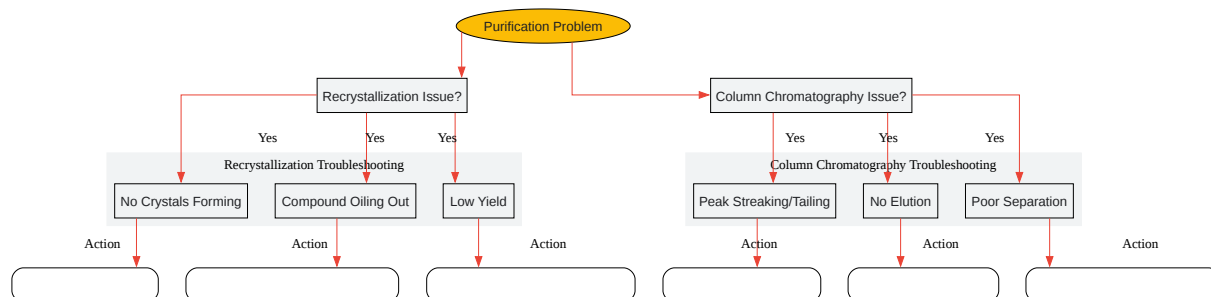 Purification Problem
Recrystallization Issue?
Column Chromatography Issue?
Yes
Yes
Yes
Yes
Yes
Yes
Recrystallization Troubleshooting
Column Chromatography Troubleshooting
No Crystals Forming
Compound Oiling Out
Low Yield
Peak Streaking/Tailing
No Elution
Poor Separation
Action
Action
Action
Action
Action
Action